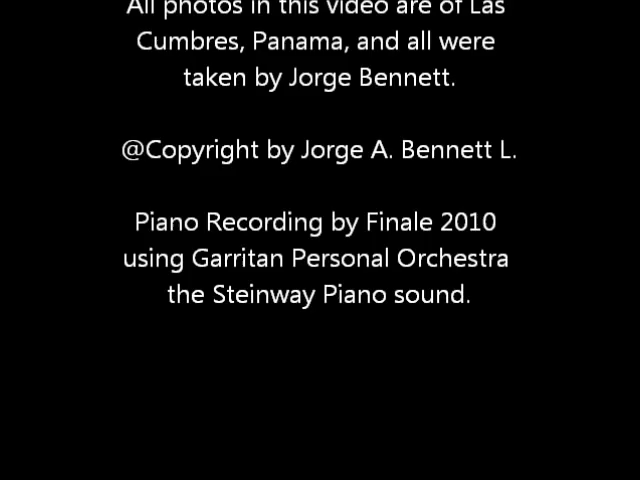 All photos in this video are of Las
Cumbres, Panama, and all were
taken by Jorge Bennett.
@Copyright by Jorge A. Bennett L.
Piano Recording by Finale 2010
using Garritan Personal Orchestra
the Steinway Piano sound.